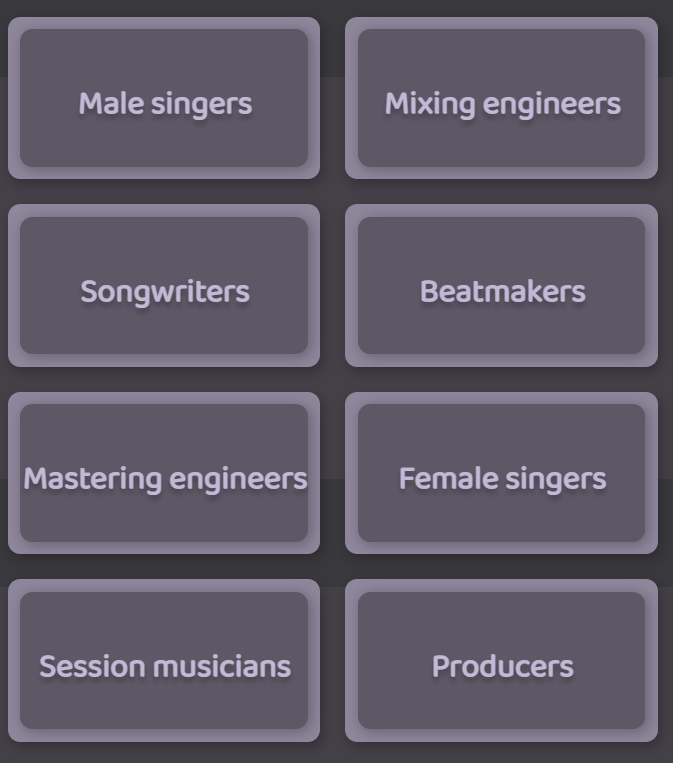 Male singers
Mixing engineers
Songwriters
Beatmakers
Mastering engineers
Female singers
Session musicians
Producers